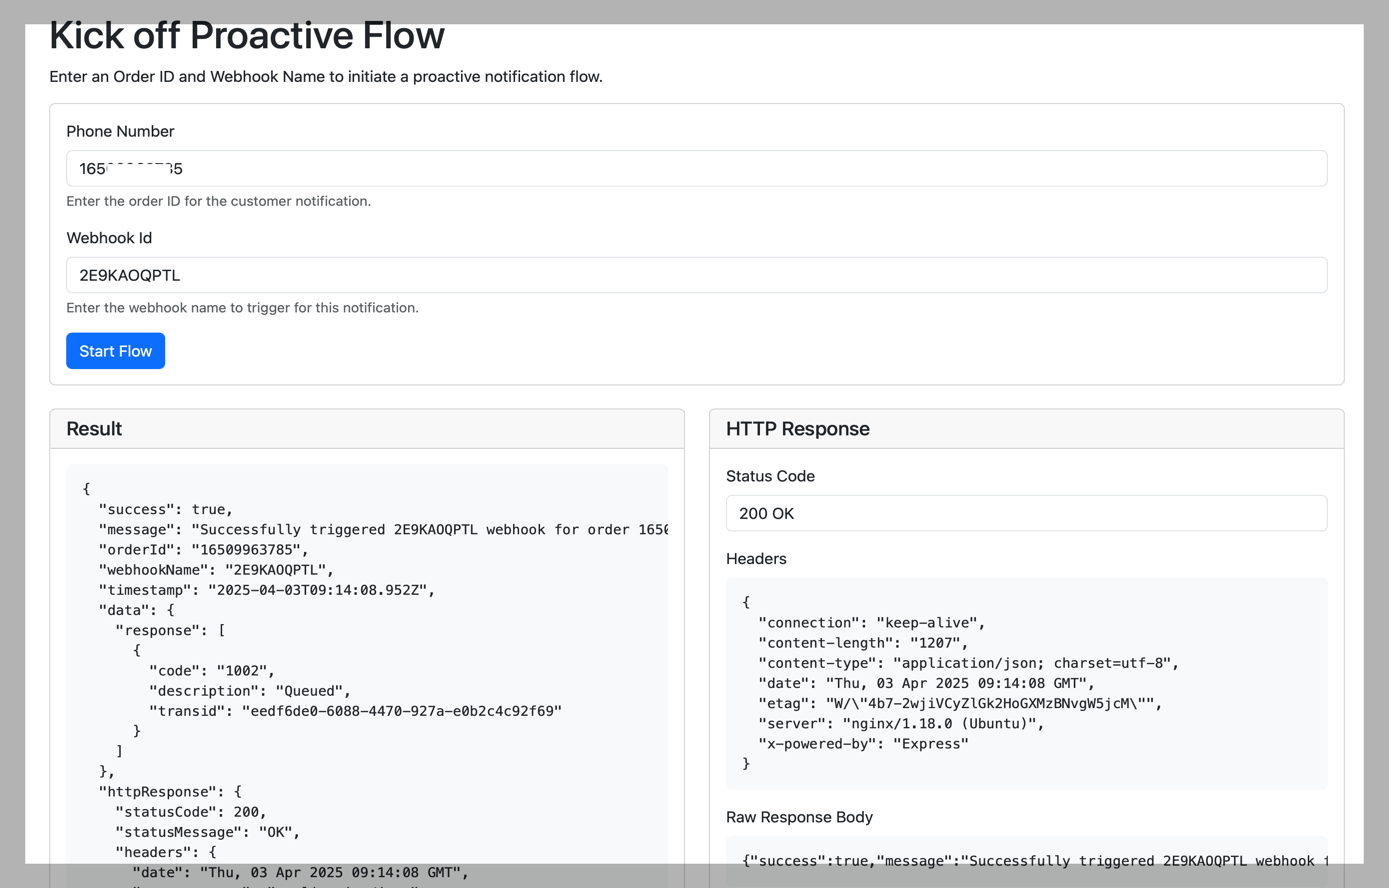 Kick off Proactive Flow
Enter an Order ID and Webhook Name to initiate a proactive notification flow.
Phone Number
Enter the order ID for the customer notification.
Webhook Id
2E9KAOQPTL
Enter the webhook name to trigger for this notification.
Start Flow
Result
{
"success": true,
"message": "Successfully triggered 2E9KAOQPTL webhook for order 1650
"orderId": "16509963785",
"webhookName": "2E9KAOQPTL",
"timestamp": "2025-04-03T09:14:08.952Z",
"data": {
"response": [
{
"code": "1002",
"description": "Queued",
"transid": "eedf6de0-6088-4470-927a-e0b2c4c92f69"
}
]
},
"httpResponse": {
"statusCode": 200,
"statusMessage": "OK",
"headers": {
"date": "Thu, 03 Apr 2025 09:14:08 GMT",
HTTP Response
Status Code
200 OK
Headers
{
"connection": "keep-alive",
"content-length": "1207",
"content-type": "application/json; charset=utf-8",
"date": "Thu, 03 Apr 2025 09:14:08 GMT",
"etag": "W/\"4b7-2wjiVCyZlGk2HoGXMzBNvgW5jcM\"",
"server": "nginx/1.18.0 (Ubuntu)",
"x-powered-by": "Express"
}
Raw Response Body
{"success":true,"message":"Successfully triggered 2E9KAOQPTL webhook f